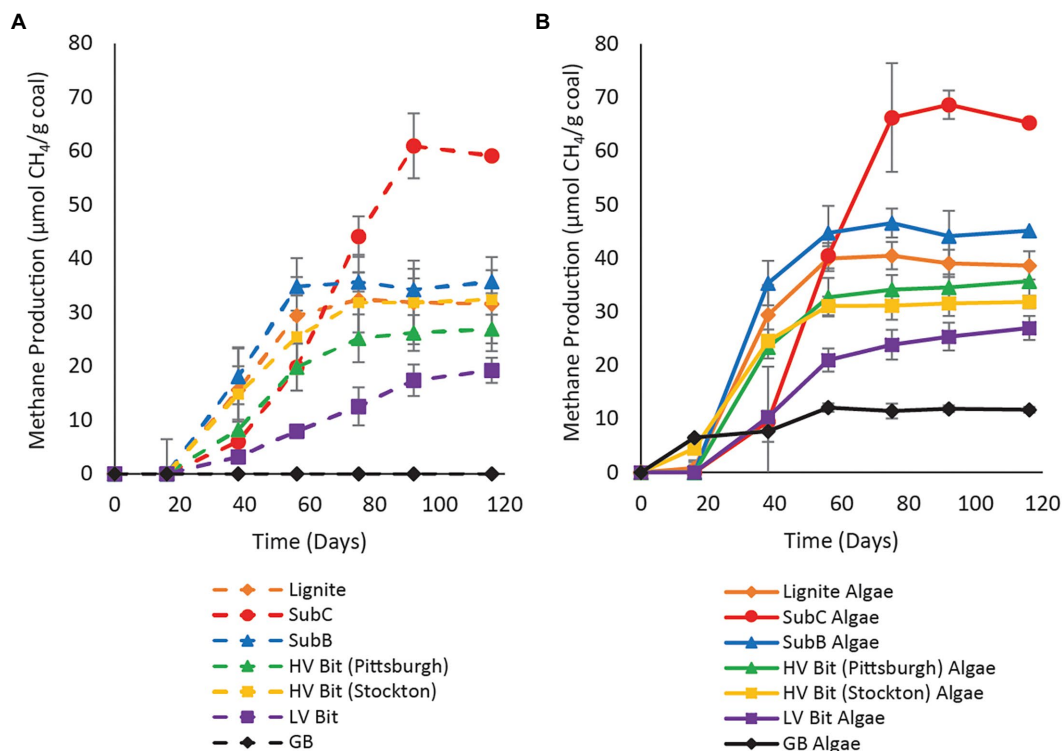 A
Methane Production (μmol CH₄/g coal)
80
70
60
50
40
30
20
10
0
0 20 40 60 80 100 120
Time (Days)
Lignite
SubC
SubB
HV Bit (Pittsburgh)
HV Bit (Stockton)
LV Bit
GB
B
Methane Production (μmol CH₄/g coal)
80
70
60
50
40
30
20
10
0
0 20 40 60 80 100 120
Time (Days)
Lignite Algae
SubC Algae
SubB Algae
HV Bit (Pittsburgh) Algae
HV Bit (Stockton) Algae
LV Bit Algae
GB Algae